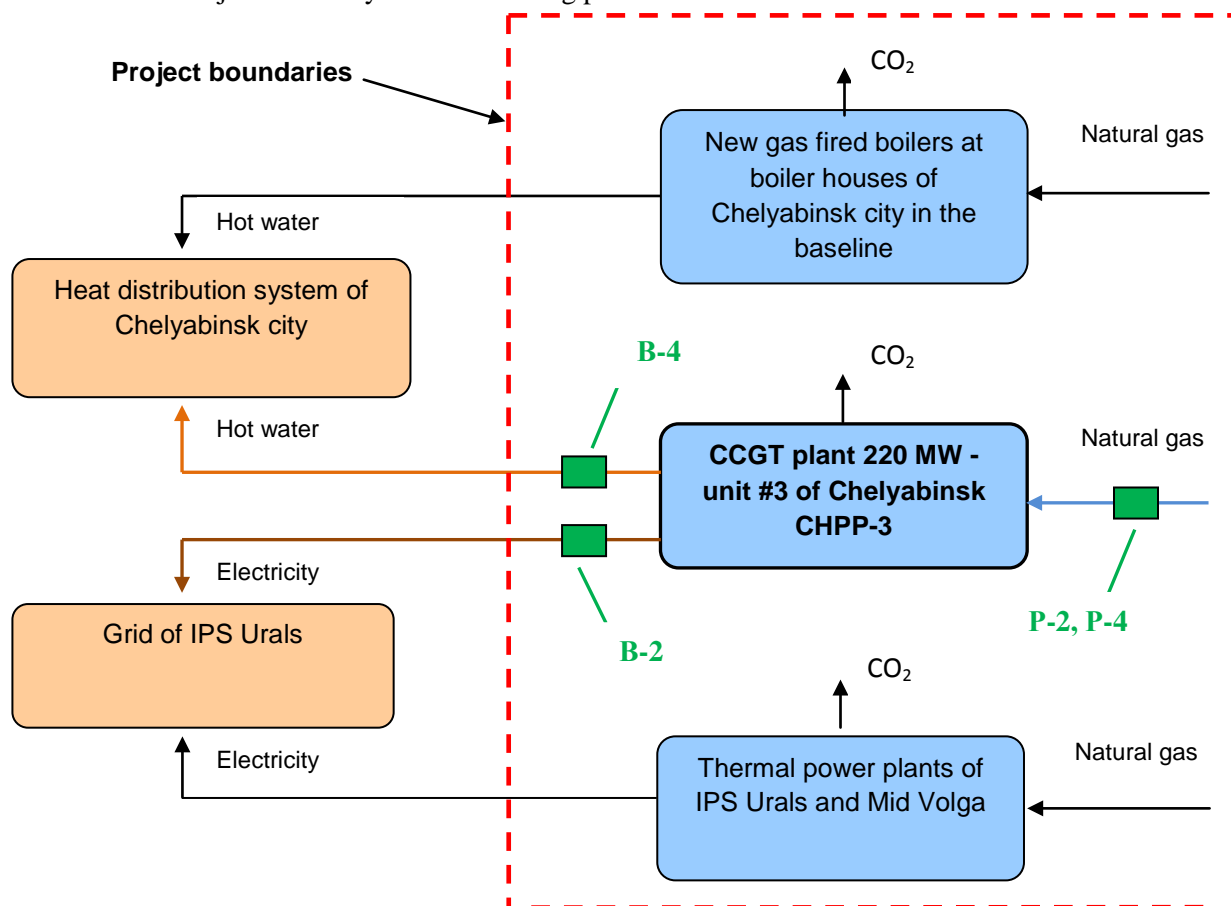 Project boundaries
CO₂
New gas fired boilers at
boiler houses of
Chelyabinsk city in the
baseline
Natural gas
Hot water
Heat distribution system of
Chelyabinsk city
B-4
CO₂
Hot water
CCGT plant 220 MW -
unit #3 of Chelyabinsk
CHPP-3
Natural gas
Electricity
Grid of IPS Urals
B-2
P-2, P-4
CO₂
Electricity
Thermal power plants of
IPS Urals and Mid Volga
Natural gas